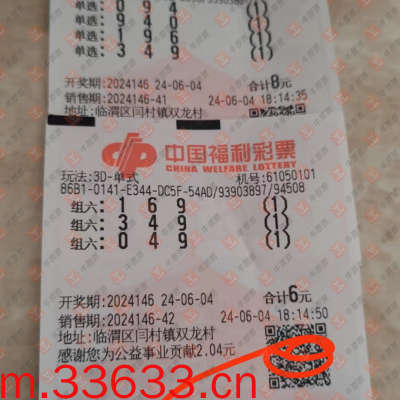 单选: 0 9 4 (1)
单选: 9 4 0 (1)
单选: 1 9 6 (1)
单选: 3 4 9 (1)
开奖期:2024146 24-06-04 合计8元
销售期:2024146-41 24-06-04 18:14:35
地址:临渭区闫村镇双龙村
中国福利彩票
CHINA WELFARE LOTTERY
玩法:3D-单式 机号:61050101
86B1-0141-E344-DC5F-54AD/93903897/94508
组六: 1 6 9 (1)
组六: 3 4 9 (1)
组六: 0 4 9 (1)
开奖期:2024146 24-06-04 合计6元
销售期:2024146-42 24-06-04 18:14:50
地址:临渭区闫村镇双龙村
感谢您为公益事业贡献2.04元
m.33633.cn